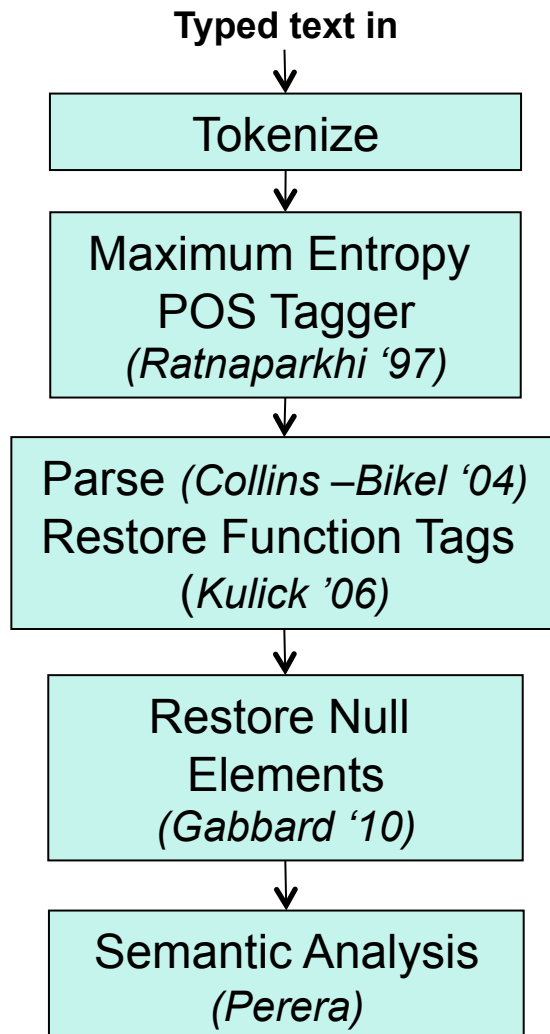 Typed text in
Tokenize
Maximum Entropy
POS Tagger
(Ratnaparkhi ‘97)
Parse (Collins –Bikel ‘04)
Restore Function Tags
(Kulick ’06)
Restore Null
Elements
(Gabbard ‘10)
Semantic Analysis
(Perera)